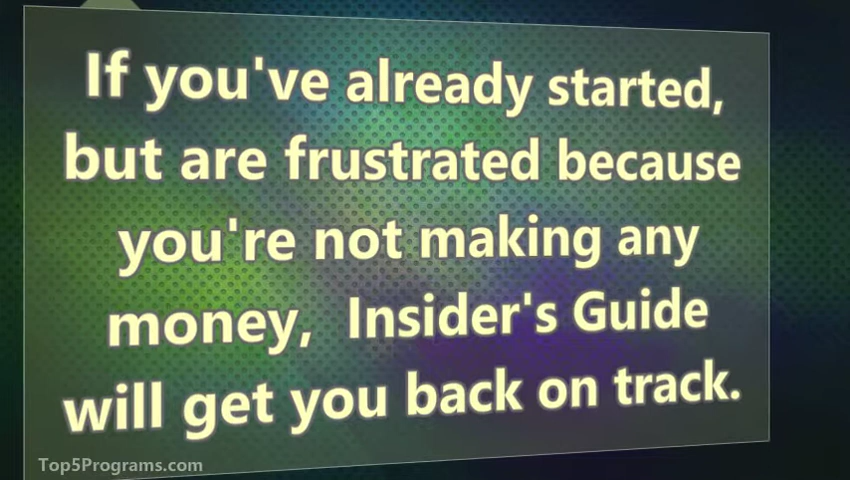 If you've already started,
but are frustrated because
you're not making any
money, Insider's Guide
will get you back on track.
Top5Programs.com